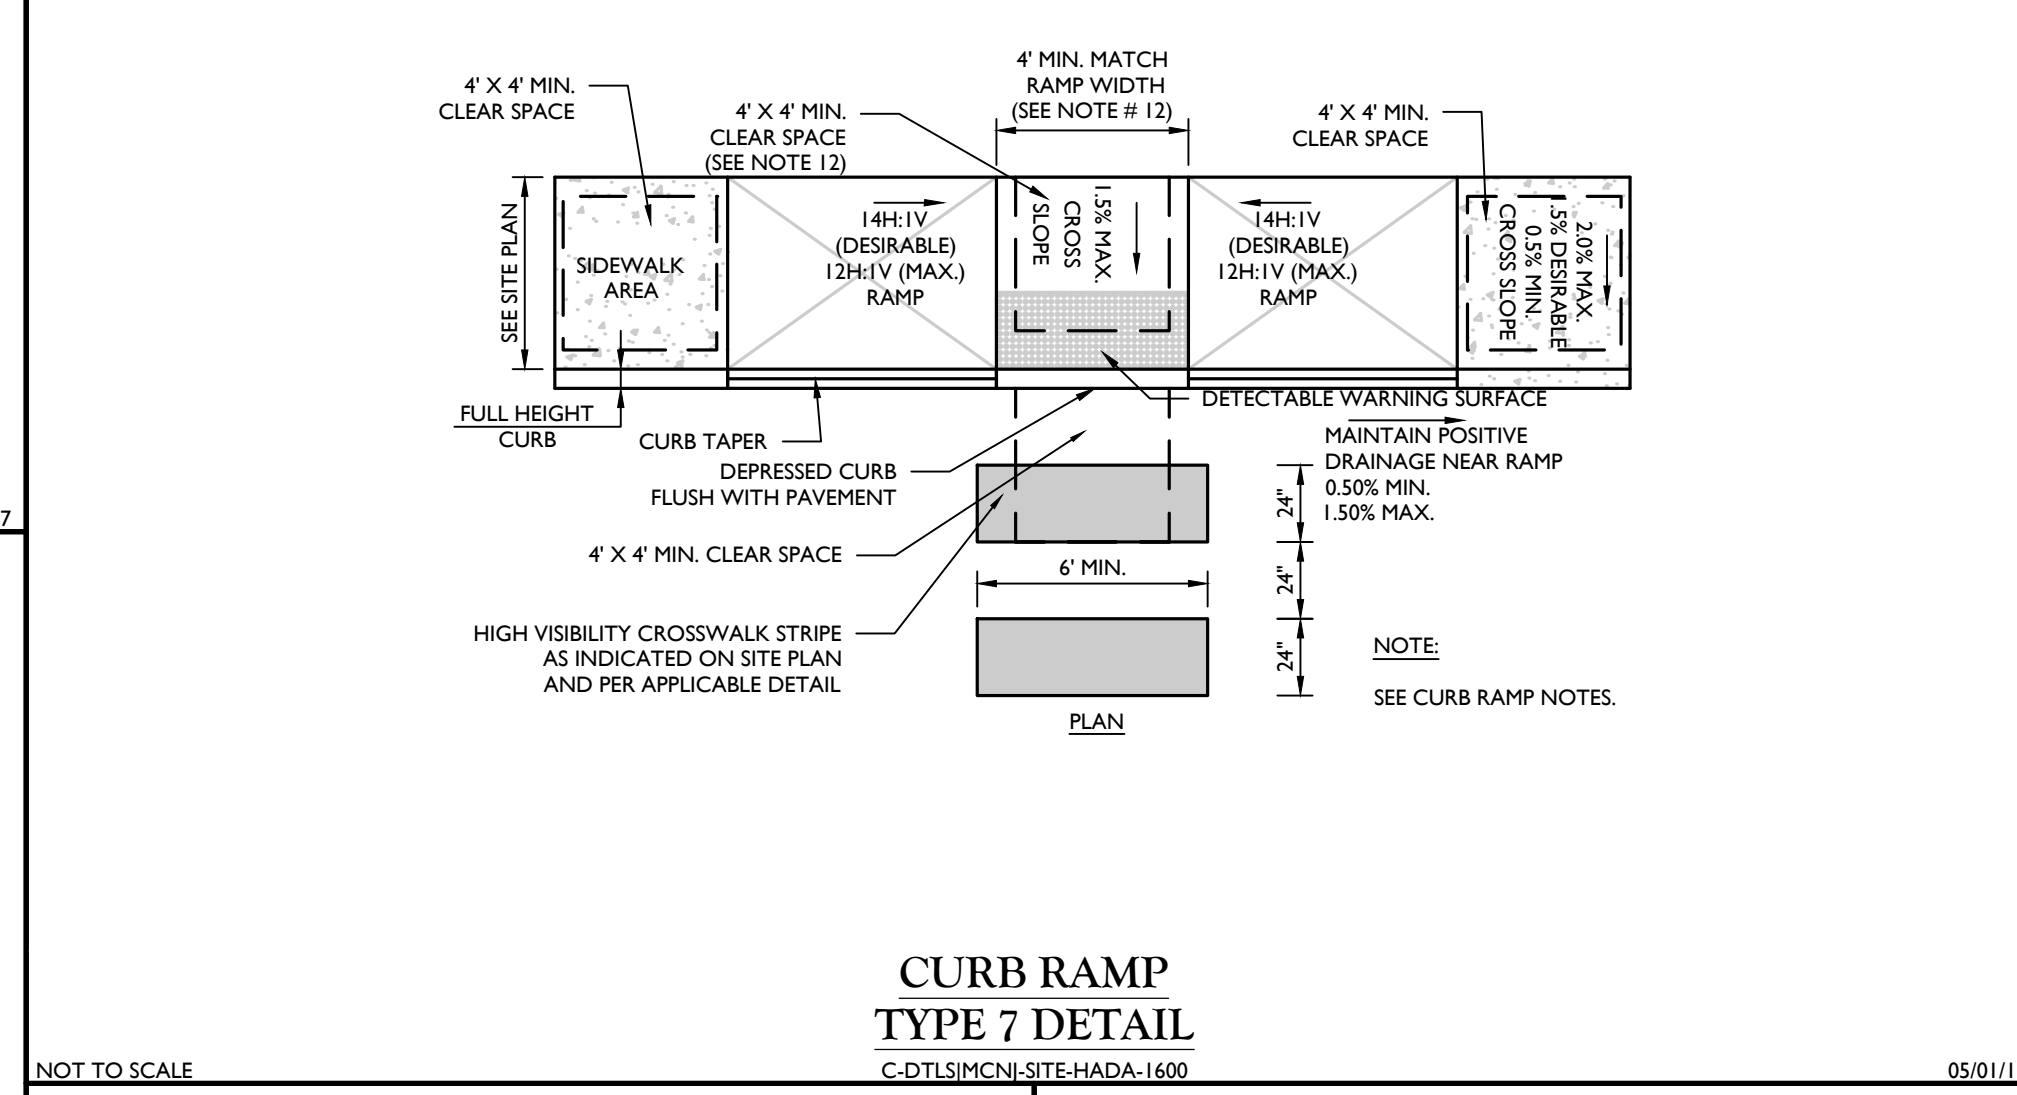 4' X 4' MIN.
CLEAR SPACE
4' X 4' MIN.
CLEAR SPACE
(SEE NOTE 12)
4' MIN. MATCH
RAMP WIDTH
(SEE NOTE # 12)
4' X 4' MIN.
CLEAR SPACE
SEE SITE PLAN
SIDEWALK
AREA
14H:1V
(DESIRABLE)
12H:1V (MAX.)
RAMP
1.5% MAX.
CROSS
SLOPE
14H:1V
(DESIRABLE)
12H:1V (MAX.)
RAMP
2.0% MAX.
.5% DESIRABLE
0.5% MIN.
CROSS SLOPE
FULL HEIGHT
CURB
CURB TAPER
DEPRESSED CURB
FLUSH WITH PAVEMENT
DETECTABLE WARNING SURFACE
MAINTAIN POSITIVE
DRAINAGE NEAR RAMP
0.50% MIN.
1.50% MAX.
4' X 4' MIN. CLEAR SPACE
6' MIN.
24"
24"
24"
HIGH VISIBILITY CROSSWALK STRIPE
AS INDICATED ON SITE PLAN
AND PER APPLICABLE DETAIL
NOTE:
SEE CURB RAMP NOTES.
PLAN
7
CURB RAMP
TYPE 7 DETAIL
NOT TO SCALE
C-DTLS|MCNJ-SITE-HADA-1600
05/01/1